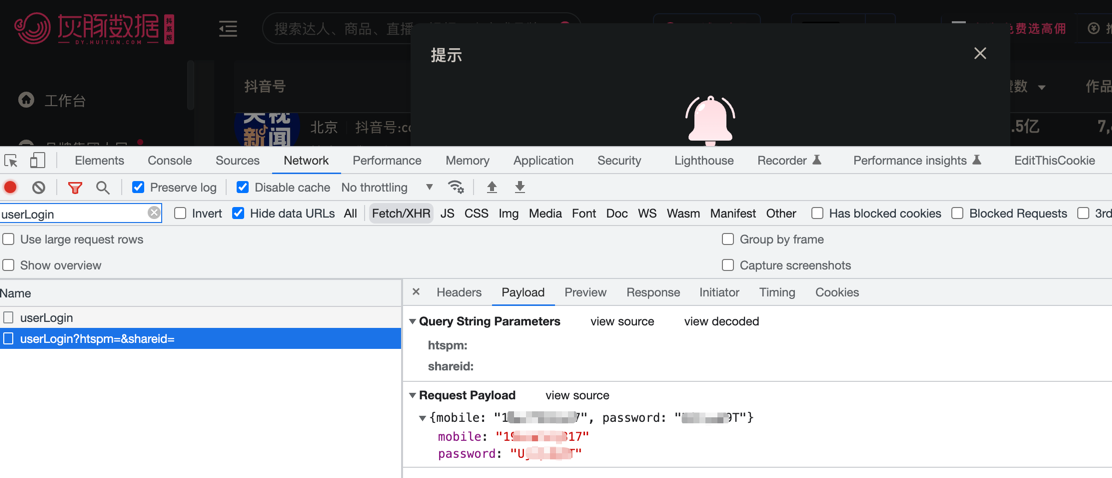 灰豚数据
DY.HUITUN.COM
搜索达人、商品、直播
免费选高佣
提示
工作台
抖音号
作品
北京 抖音号:cc
.5亿
7,
Elements Console Sources Network Performance Memory Application Security Lighthouse Recorder Performance insights EditThisCookie
Preserve log Disable cache No throttling
userLogin Invert Hide data URLs All Fetch/XHR JS CSS Img Media Font Doc WS Wasm Manifest Other Has blocked cookies Blocked Requests 3rd
Use large request rows Group by frame
Show overview Capture screenshots
Name × Headers Payload Preview Response Initiator Timing Cookies
userLogin
userLogin?htspm=&shareid=
Query String Parameters view source view decoded
htspm:
shareid:
Request Payload view source
{mobile: "1 7", password: " 9T"}
mobile: "19 817"
password: "Uj T"